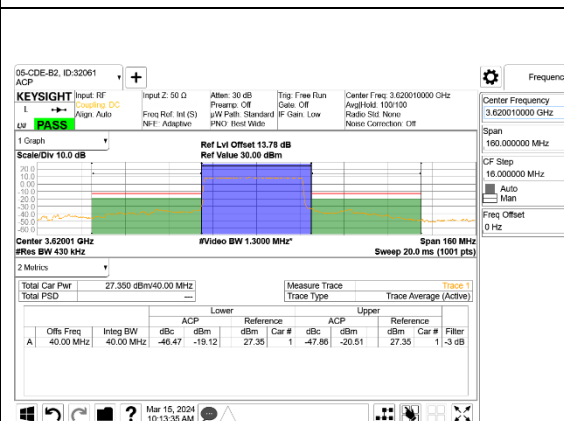 05-CDE-B2, ID:32061
ACP
Frequenc
KEYSIGHT Input: RF Input Z: 50 Ω Atten: 30 dB Trig: Free Run Center Freq: 3.620010000 GHz
L Coupling: DC Preamp: Off Gate: Off Avg|Hold: 100/100
Align: Auto Freq Ref: Int (S) µW Path: Standard IF Gain: Low Radio Std: None
PASS NFE: Adaptive PNO: Best Wide Noise Correction: Off
Center Frequency
3.620010000 GHz
Span
160.000000 MHz
CF Step
16.000000 MHz
Auto
Man
Freq Offset
0 Hz
1 Graph
Scale/Div 10.0 dB
Ref Lvl Offset 13.78 dB
Ref Value 30.00 dBm
20.0
10.0
0.00
-10.0
-20.0
-30.0
-40.0
-50.0
-60.0
Center 3.62001 GHz #Video BW 1.3000 MHz* Span 160 MHz
#Res BW 430 kHz Sweep 20.0 ms (1001 pts)
2 Metrics
Total Car Pwr 27.350 dBm/40.00 MHz Measure Trace Trace 1
Total PSD --- Trace Type Trace Average (Active)
Lower Upper
ACP Reference ACP Reference
Offs Freq Integ BW dBc dBm dBm Car # dBc dBm dBm Car # Filter
A 40.00 MHz 40.00 MHz -46.47 -19.12 27.35 1 -47.86 -20.51 27.35 1 -3 dB
Mar 15, 2024
10:13:35 AM